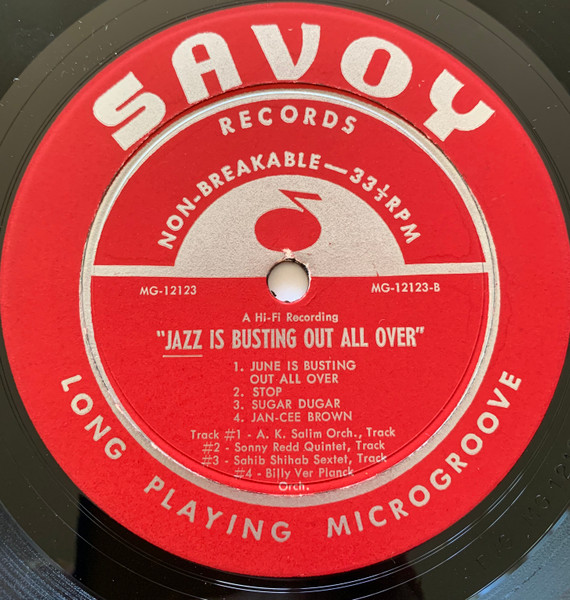 SAVOY
RECORDS
NON-BREAKABLE—33⅓RPM
MG-12123
MG-12123-B
A Hi-Fi Recording
"JAZZ IS BUSTING OUT ALL OVER"
1. JUNE IS BUSTING
OUT ALL OVER
2. STOP
3. SUGAR DUGAR
4. JAN-CEE BROWN
Track #1 - A. K. Salim Orch., Track
#2 - Sonny Redd Quintet, Track
#3 - Sahib Shihab Sextet, Track
#4 - Billy Ver Planck
Orch.
LONG PLAYING MICROGROOVE